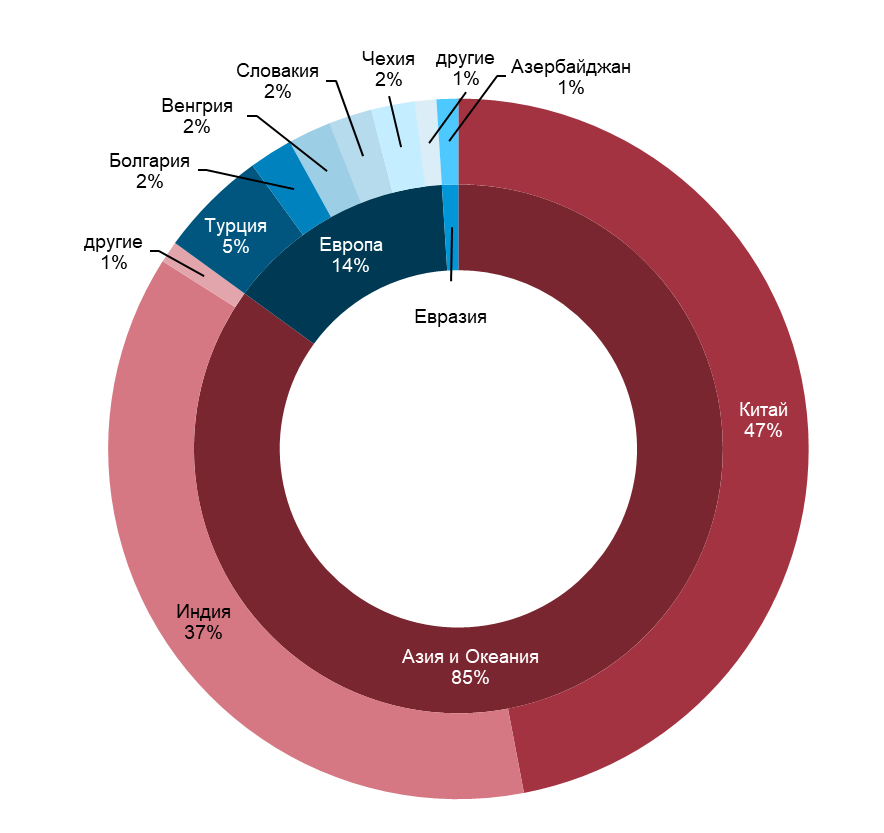 Чехия
2%
другие
1%
Азербайджан
1%
Словакия
2%
Венгрия
2%
Болгария
2%
Турция
5%
другие
1%
Европа
14%
Евразия
Китай
47%
Индия
37%
Азия и Океания
85%